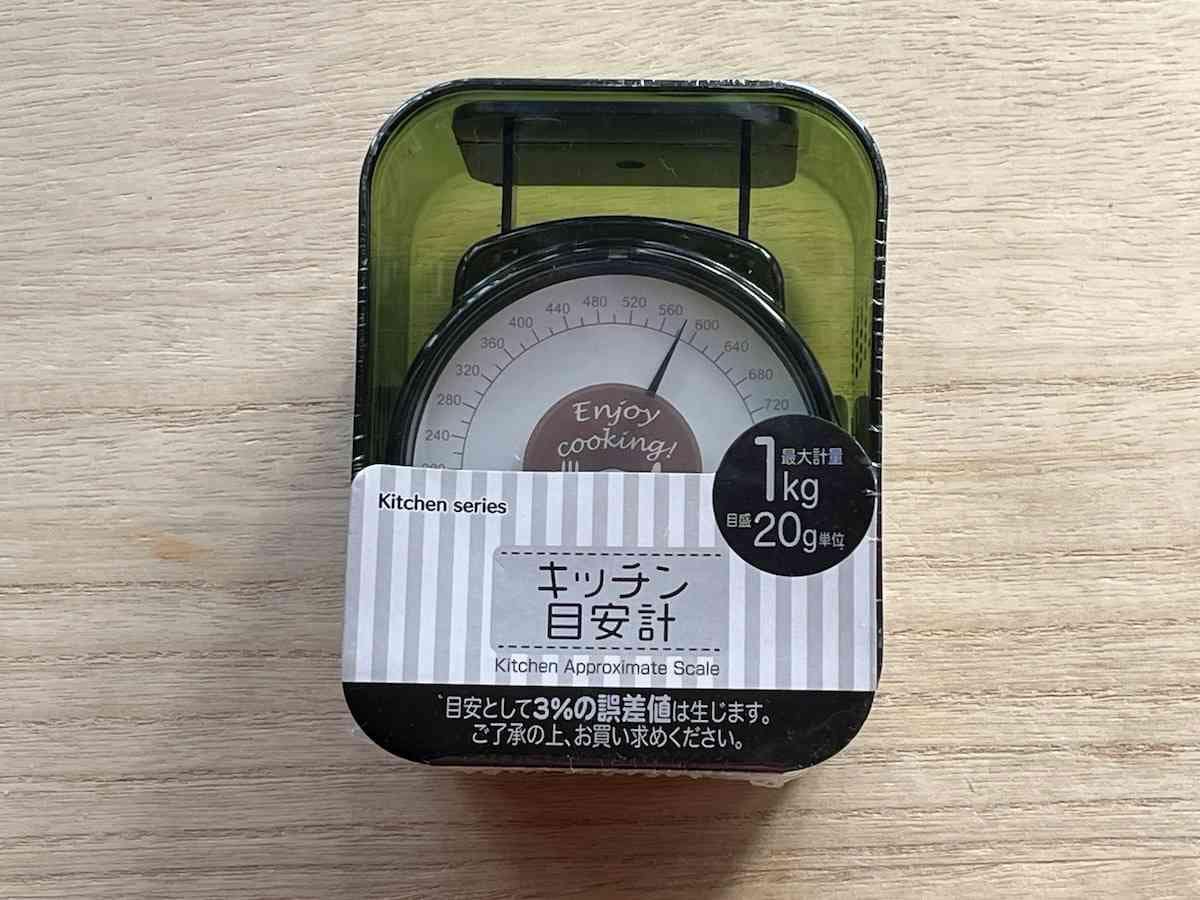 480
520
440
560
400
600
360
640
320
680
280
720
240
Enjoy
cooking!
最大計量
1kg
目盛20g単位
Kitchen series
キッチン
目安計
Kitchen Approximate Scale
目安として3%の誤差値は生じます。
ご了承の上、お買い求めください。